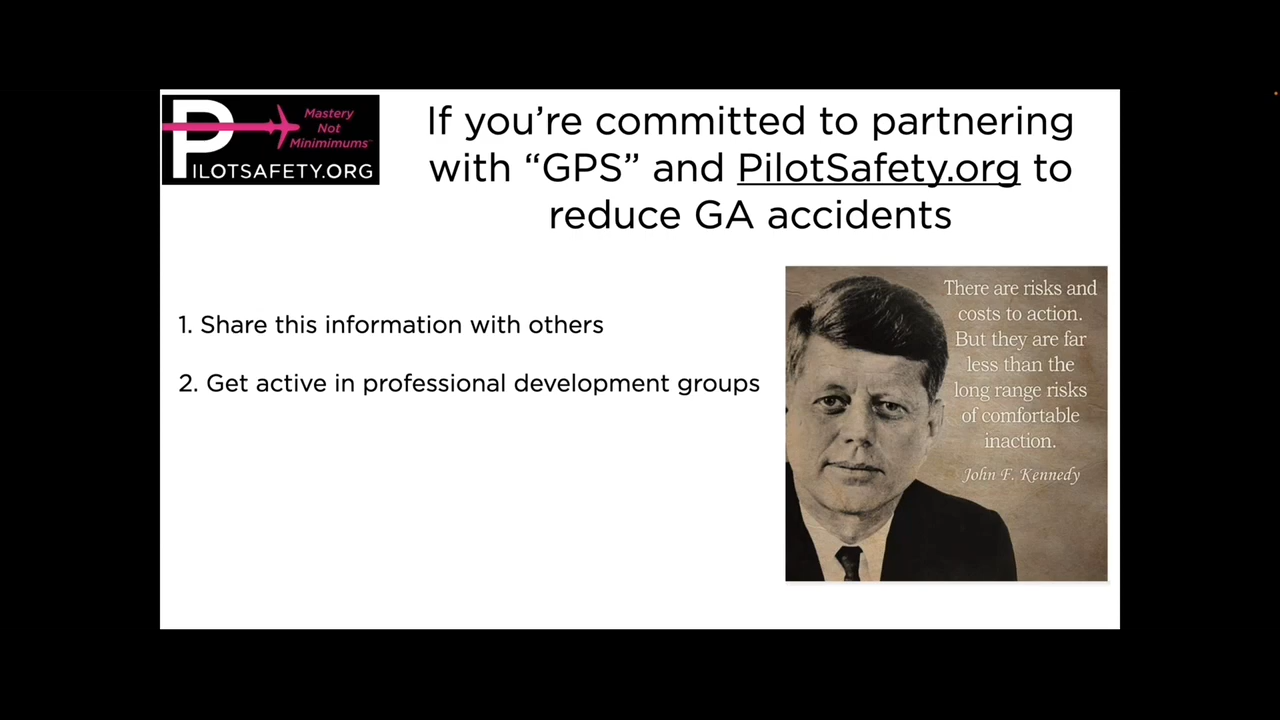 Mastery
Not
Minimimums™
PILOTSAFETY.ORG
If you’re committed to partnering
with “GPS” and PilotSafety.org to
reduce GA accidents
1. Share this information with others
2. Get active in professional development groups
There are risks and
costs to action.
But they are far
less than the
long range risks
of comfortable
inaction.
John F. Kennedy